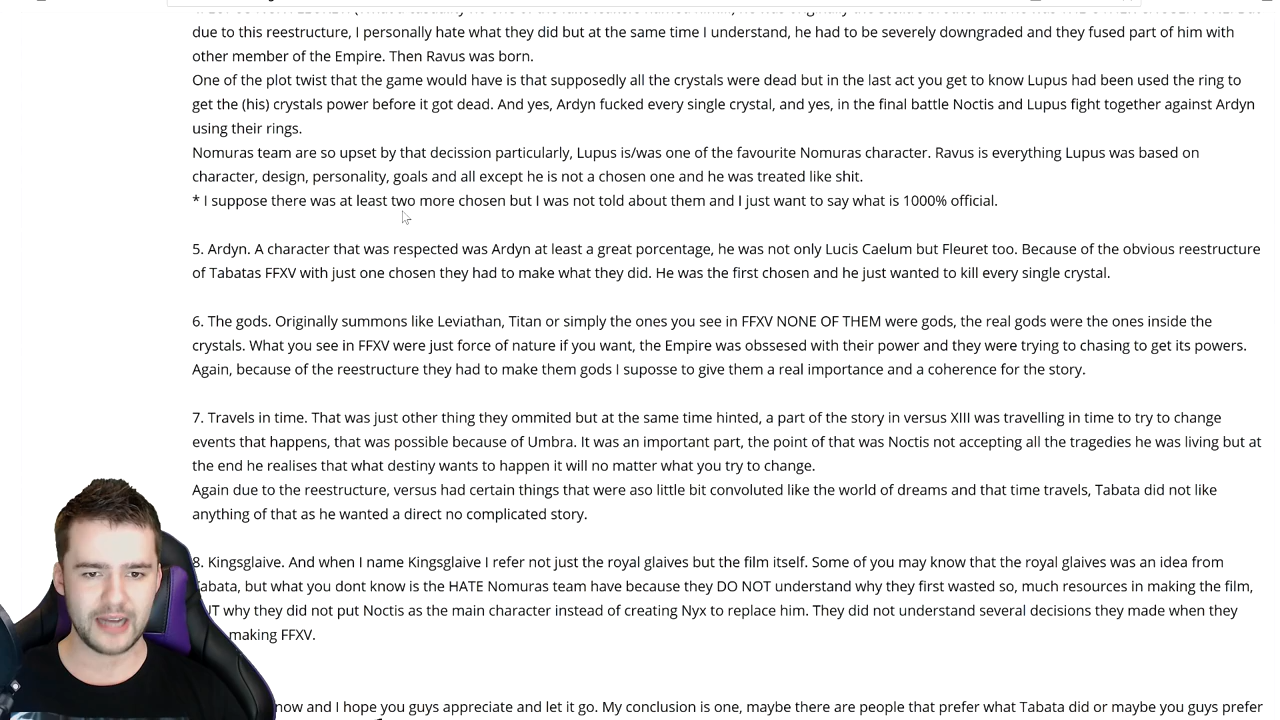 due to this reestructure, I personally hate what they did but at the same time I understand, he had to be severely downgraded and they fused part of him with
other member of the Empire. Then Ravus was born.
One of the plot twist that the game would have is that supposedly all the crystals were dead but in the last act you get to know Lupus had been used the ring to
get the (his) crystals power before it got dead. And yes, Ardyn fucked every single crystal, and yes, in the final battle Noctis and Lupus fight together against Ardyn
using their rings.
Nomuras team are so upset by that decission particularly, Lupus is/was one of the favourite Nomuras character. Ravus is everything Lupus was based on
character, design, personality, goals and all except he is not a chosen one and he was treated like shit.
* I suppose there was at least two more chosen but I was not told about them and I just want to say what is 1000% official.
5. Ardyn. A character that was respected was Ardyn at least a great porcentage, he was not only Lucis Caelum but Fleuret too. Because of the obvious reestructure
of Tabatas FFXV with just one chosen they had to make what they did. He was the first chosen and he just wanted to kill every single crystal.
6. The gods. Originally summons like Leviathan, Titan or simply the ones you see in FFXV NONE OF THEM were gods, the real gods were the ones inside the
crystals. What you see in FFXV were just force of nature if you want, the Empire was obssesed with their power and they were trying to chasing to get its powers.
Again, because of the reestructure they had to make them gods I suposse to give them a real importance and a coherence for the story.
7. Travels in time. That was just other thing they ommited but at the same time hinted, a part of the story in versus XIII was travelling in time to try to change
events that happens, that was possible because of Umbra. It was an important part, the point of that was Noctis not accepting all the tragedies he was living but at
the end he realises that what destiny wants to happen it will no matter what you try to change.
Again due to the reestructure, versus had certain things that were aso little bit convoluted like the world of dreams and that time travels, Tabata did not like
anything of that as he wanted a direct no complicated story.
8. Kingsglaive. And when I name Kingsglaive I refer not just the royal glaives but the film itself. Some of you may know that the royal glaives was an idea from
Tabata, but what you dont know is the HATE Nomuras team have because they DO NOT understand why they first wasted so, much resources in making the film,
why they did not put Noctis as the main character instead of creating Nyx to replace him. They did not understand several decisions they made when they
making FFXV.
now and I hope you guys appreciate and let it go. My conclusion is one, maybe there are people that prefer what Tabata did or maybe you guys prefer